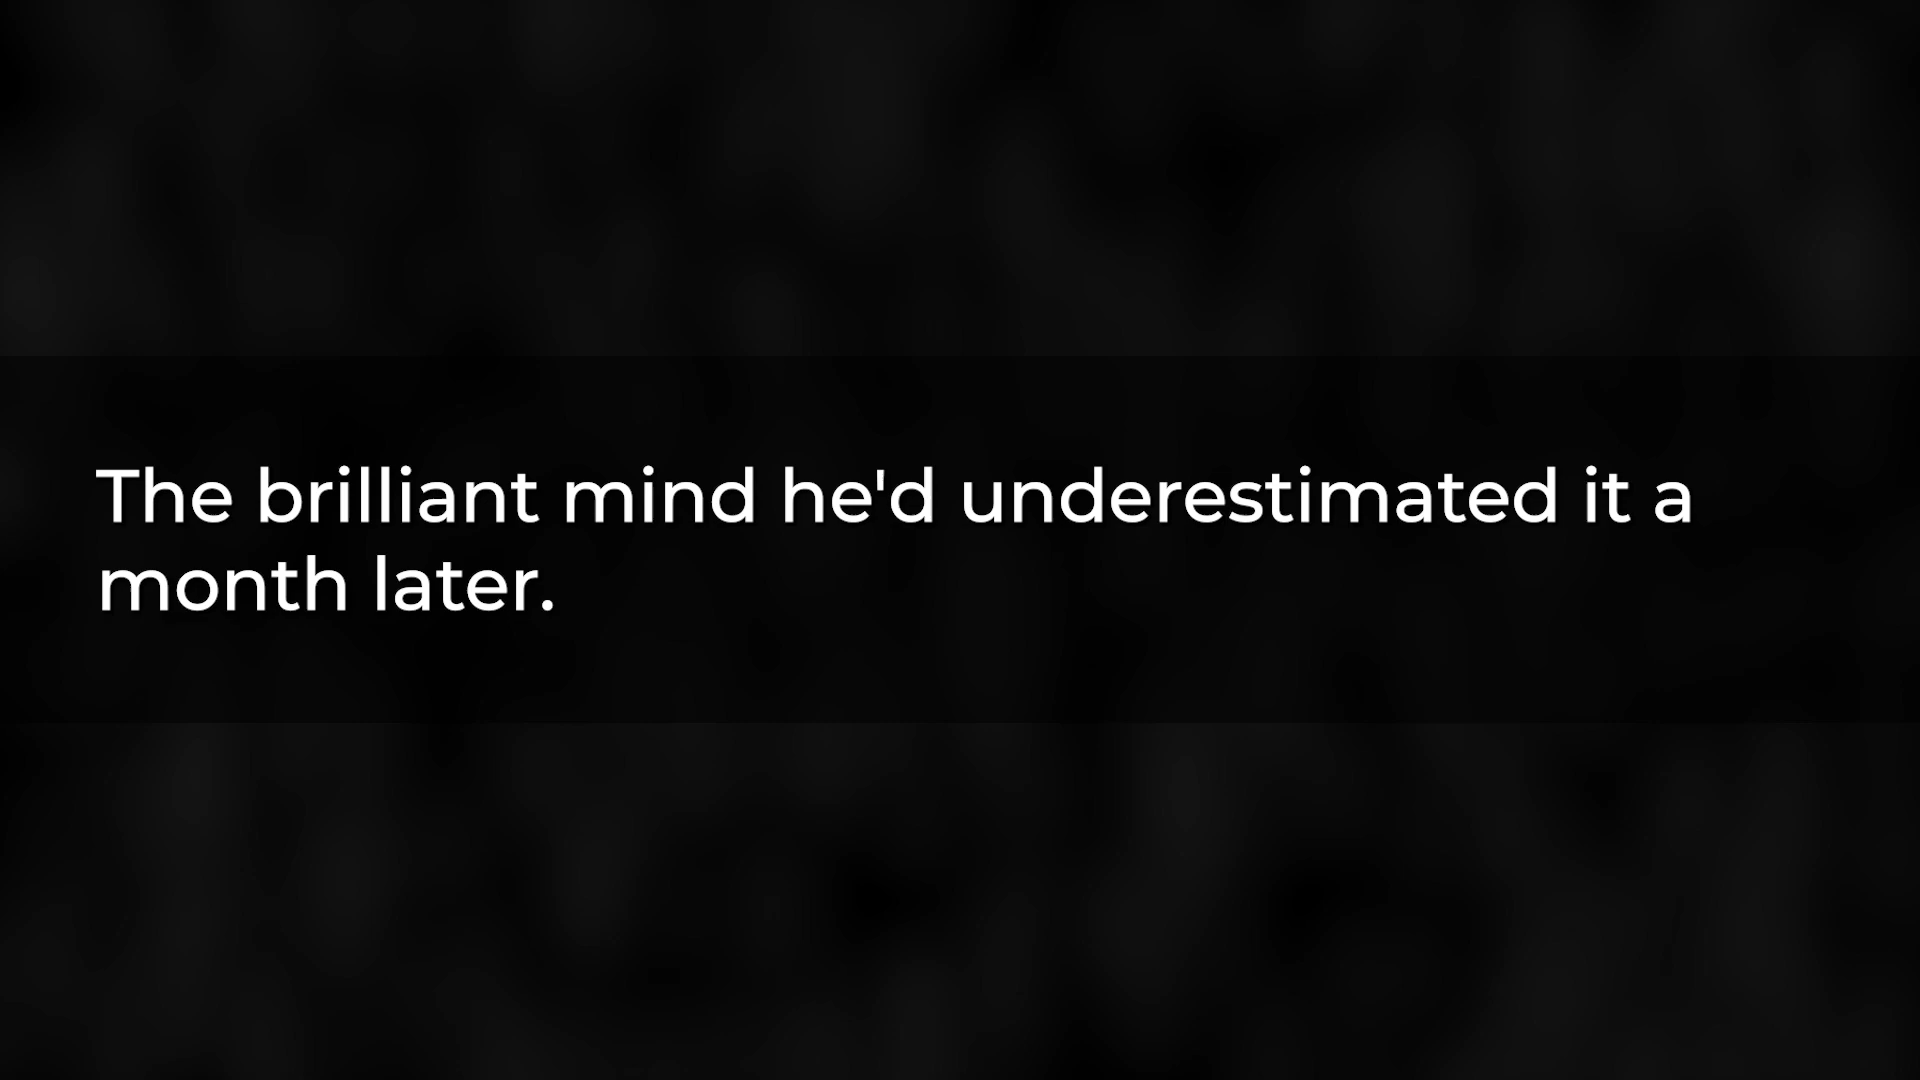 The brilliant mind he'd underestimated it a
month later.